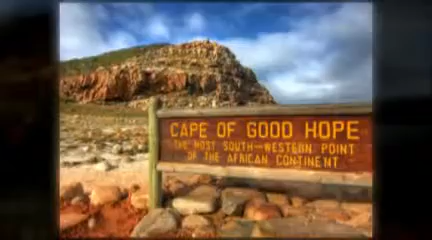 CAPE OF GOOD HOPE
THE MOST SOUTH-WESTERN POINT
OF THE AFRICAN CONTINENT